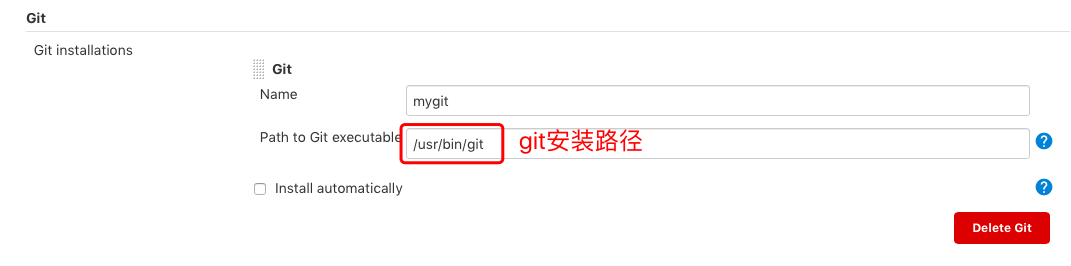 Git
Git installations
Git
Name
mygit
Path to Git executable
/usr/bin/git
git安装路径
?
Install automatically
?
Delete Git